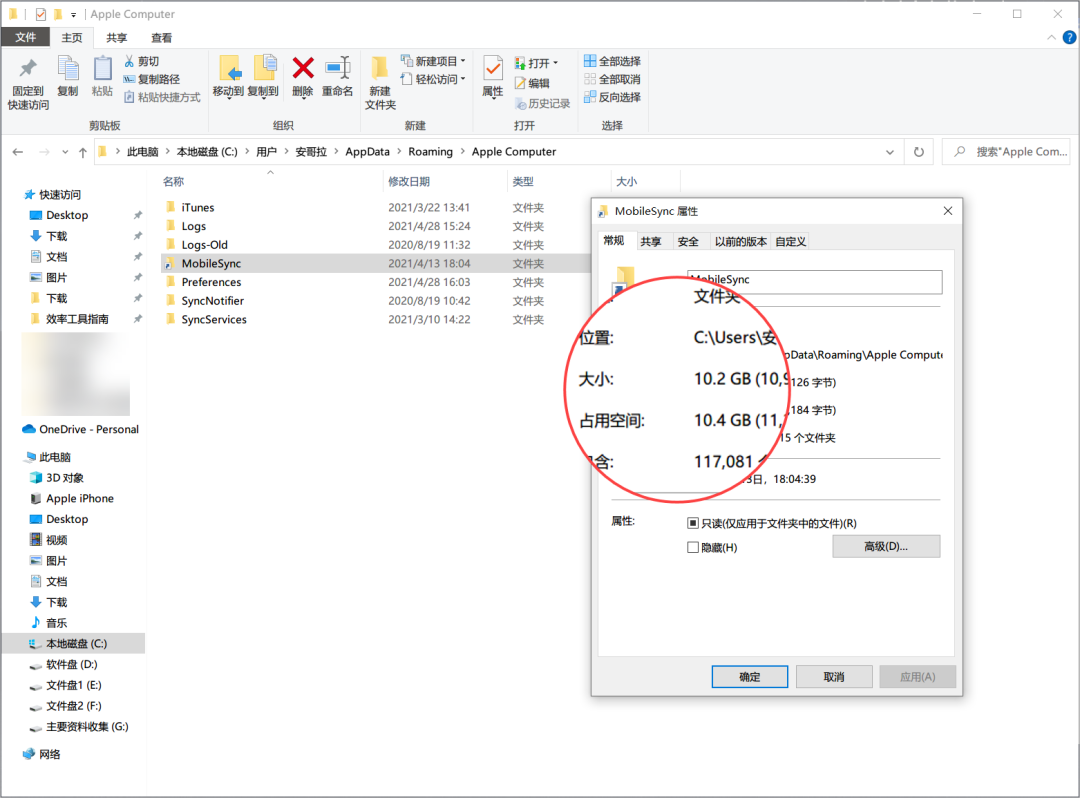 Apple Computer
文件 主页 共享 查看
固定到快速访问
复制
粘贴
剪切
复制路径
粘贴快捷方式
剪贴板
移动到
复制到
删除
重命名
组织
新建文件夹
新建项目
轻松访问
新建
属性
打开
编辑
历史记录
打开
全部选择
全部取消
反向选择
选择
此电脑 本地磁盘 (C:) 用户 安哥拉 AppData Roaming Apple Computer
搜索"Apple Com...
快速访问
Desktop
下载
文档
图片
下载
效率工具指南
OneDrive - Personal
此电脑
3D 对象
Apple iPhone
Desktop
视频
图片
文档
下载
音乐
本地磁盘 (C:)
软件盘 (D:)
文件盘1 (E:)
文件盘2 (F:)
主要资料收集 (G:)
网络
名称 修改日期 类型 大小
iTunes 2021/3/22 13:41 文件夹
Logs 2021/4/28 15:24 文件夹
Logs-Old 2020/8/19 11:32 文件夹
MobileSync 2021/4/13 18:04 文件夹
Preferences 2021/4/28 16:03 文件夹
SyncNotifier 2020/8/19 10:42 文件夹
SyncServices 2021/3/10 14:22 文件夹
MobileSync 属性
常规 共享 安全 以前的版本 自定义
MobileSync
文件夹
位置: C:\Users\安
pData\Roaming\Apple Compute
大小: 10.2 GB (10,9
126 字节)
占用空间: 10.4 GB (11,
,184 字节)
含: 117,081
5 个文件夹
3日，18:04:39
属性:
只读(仅应用于文件夹中的文件)(R)
隐藏(H)
高级(D)...
确定 取消 应用(A)